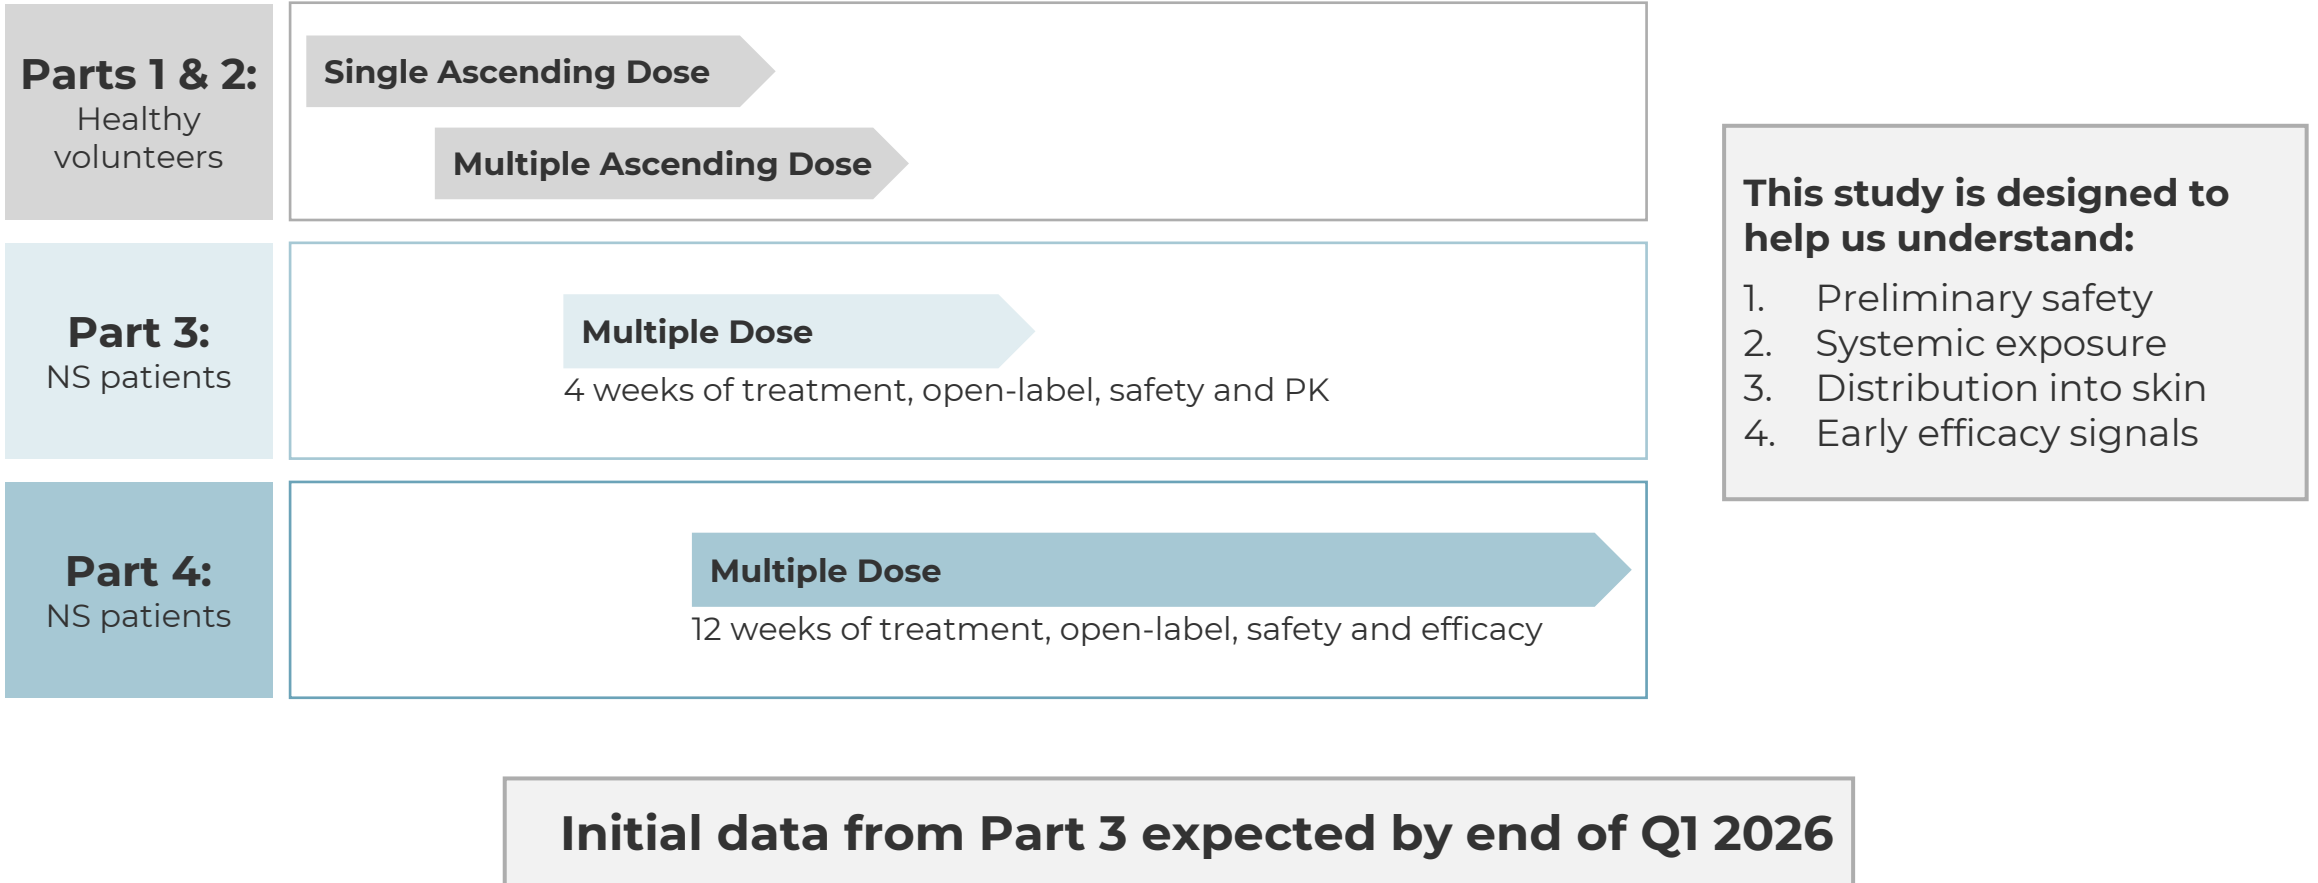 Parts 1 & 2:
Healthy
volunteers
Single Ascending Dose
Multiple Ascending Dose
Part 3:
NS patients
Multiple Dose
4 weeks of treatment, open-label, safety and PK
Part 4:
NS patients
Multiple Dose
12 weeks of treatment, open-label, safety and efficacy
This study is designed to
help us understand:
1. Preliminary safety
2. Systemic exposure
3. Distribution into skin
4. Early efficacy signals
Initial data from Part 3 expected by end of Q1 2026